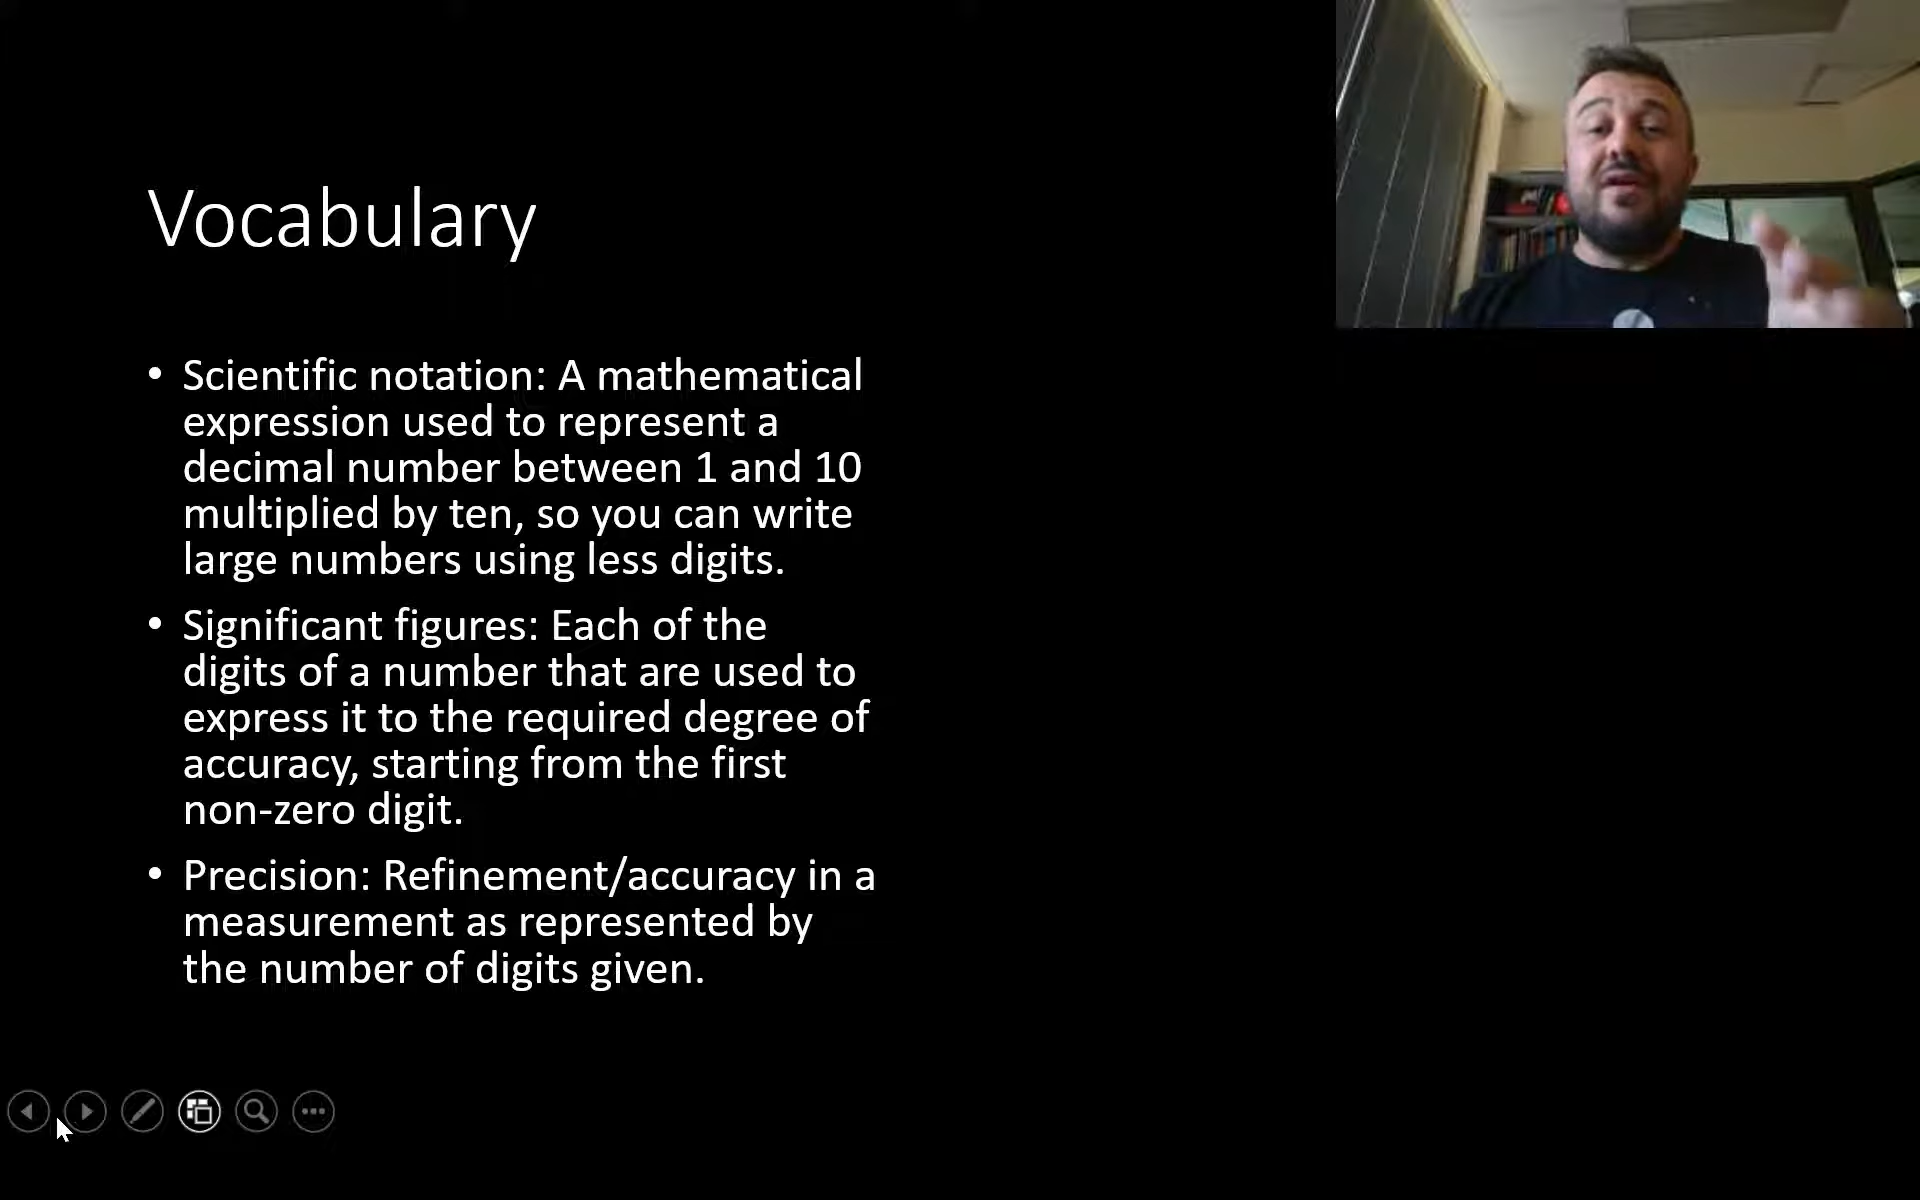 Vocabulary
• Scientific notation: A mathematical
expression used to represent a
decimal number between 1 and 10
multiplied by ten, so you can write
large numbers using less digits.
• Significant figures: Each of the
digits of a number that are used to
express it to the required degree of
accuracy, starting from the first
non-zero digit.
• Precision: Refinement/accuracy in a
measurement as represented by
the number of digits given.